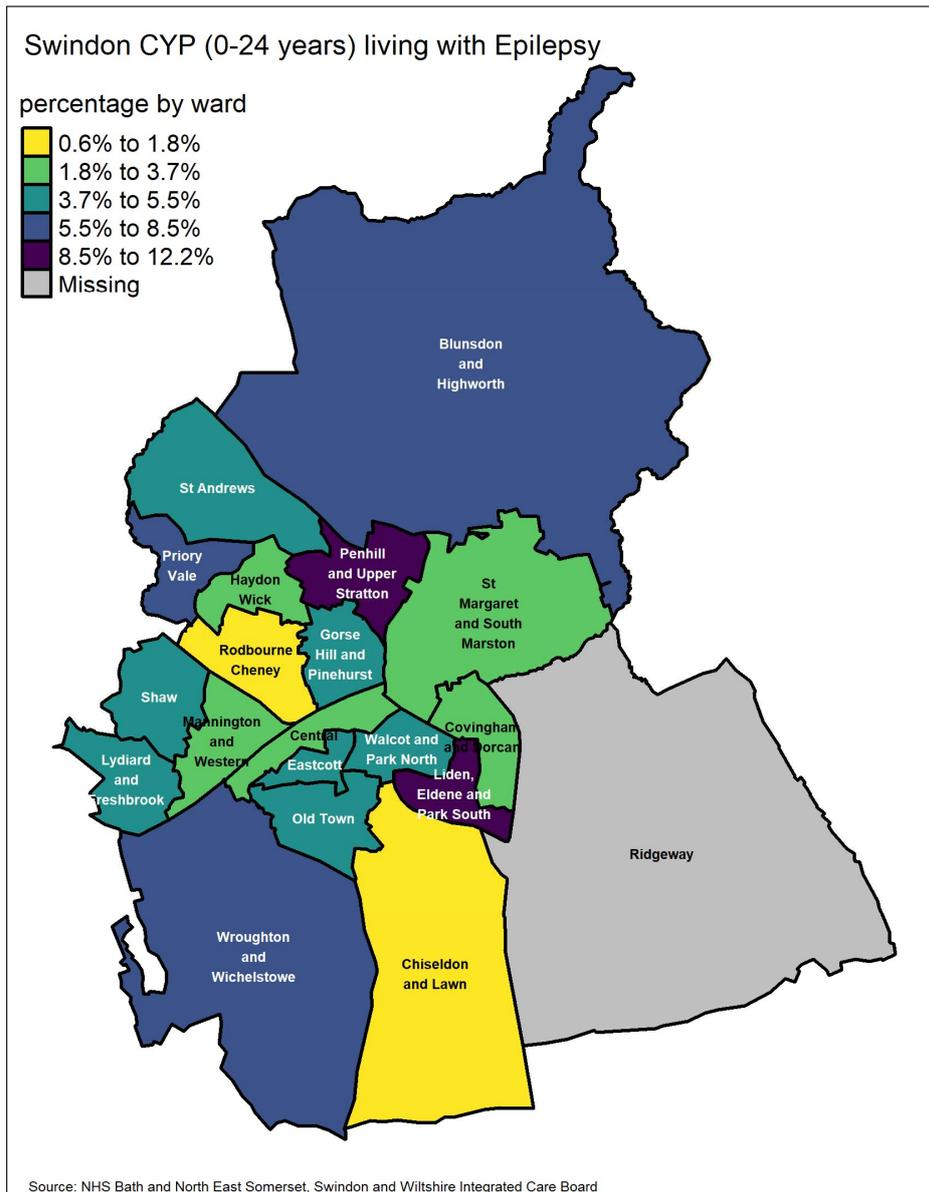 Swindon CYP (0-24 years) living with Epilepsy
percentage by ward
0.6% to 1.8%
1.8% to 3.7%
3.7% to 5.5%
5.5% to 8.5%
8.5% to 12.2%
Missing
Blunsdon
and
Highworth
St Andrews
Priory
Vale
Haydon
Wick
Penhill
and Upper
Stratton
St
Margaret
and South
Marston
Rodbourne
Cheney
Gorse
Hill and
Pinehurst
Shaw
Mannington
and
Western
Central
Eastcott
Walcot and
Park North
Covingham
and Dorcan
Lydiard
and
Freshbrook
Liden,
Eldene and
Park South
Old Town
Ridgeway
Wroughton
and
Wichelstowe
Chiseldon
and Lawn
Source: NHS Bath and North East Somerset, Swindon and Wiltshire Integrated Care Board